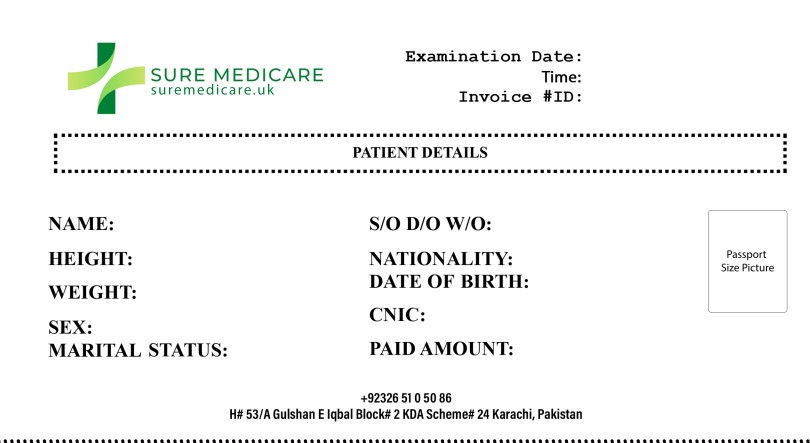 SURE MEDICARE
suremedicare.uk
Examination Date:
Time:
Invoice #ID:
PATIENT DETAILS
NAME:
S/O D/O W/O:
HEIGHT:
NATIONALITY:
WEIGHT:
DATE OF BIRTH:
SEX:
CNIC:
MARITAL STATUS:
PAID AMOUNT:
Passport
Size Picture
+92326 51 0 50 86
H# 53/A Gulshan E Iqbal Block# 2 KDA Scheme# 24 Karachi, Pakistan